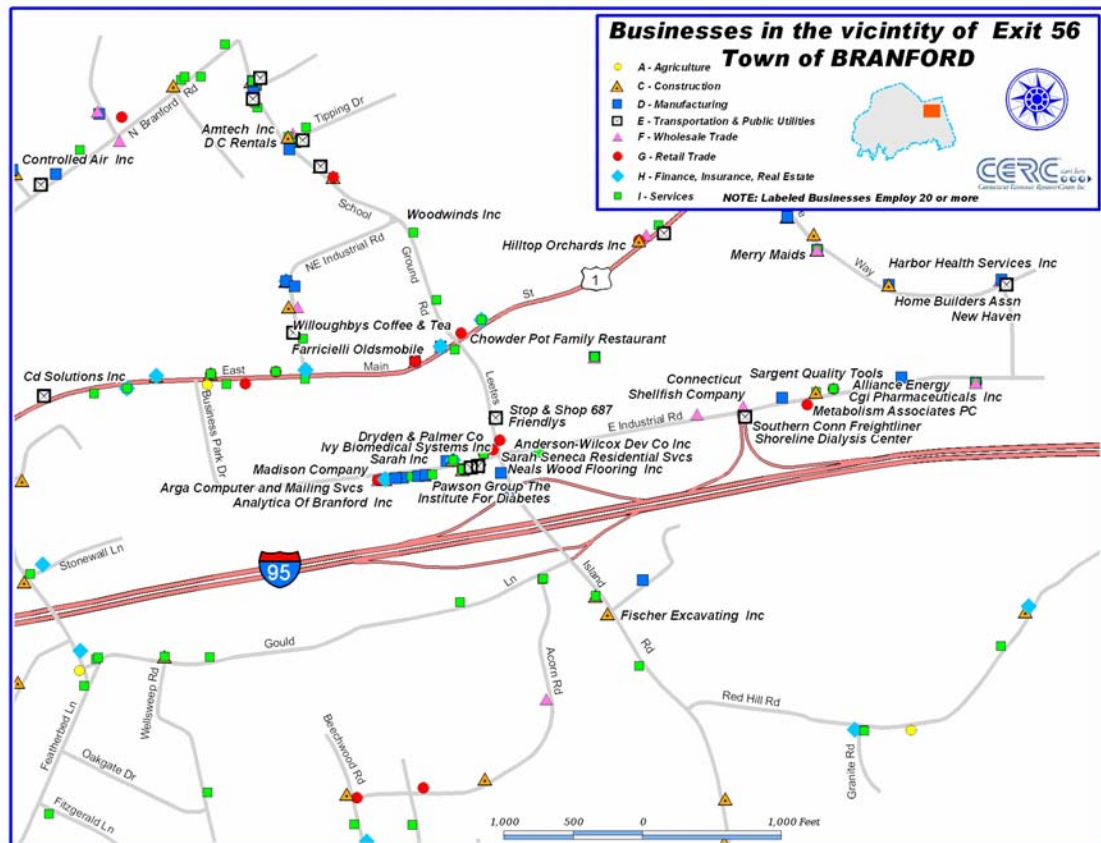 Businesses in the vicintity of Exit 56
Town of BRANFORD
A - Agriculture
C - Construction
D - Manufacturing
E - Transportation & Public Utilities
F - Wholesale Trade
G - Retail Trade
H - Finance, Insurance, Real Estate
I - Services
NOTE: Labeled Businesses Employ 20 or more
CERC
N Branford Rd
Tipping Dr
Amtech Inc
D C Rentals
Controlled Air Inc
School
Ground
Rd
Woodwinds Inc
NE Industrial Rd
Hilltop Orchards Inc
1
St
Merry Maids
Way
Harbor Health Services Inc
Home Builders Assn
New Haven
Willoughbys Coffee & Tea
Farricielli Oldsmobile
Chowder Pot Family Restaurant
Cd Solutions Inc
East
Main
Leetes
Business Park Dr
Connecticut
Shellfish Company
Sargent Quality Tools
Alliance Energy
Cgi Pharmaceuticals Inc
Metabolism Associates PC
E Industrial Rd
Southern Conn Freightliner
Shoreline Dialysis Center
Stop & Shop 687
Friendlys
Dryden & Palmer Co
Ivy Biomedical Systems Inc
Anderson-Wilcox Dev Co Inc
Sarah Inc
Sarah Seneca Residential Svcs
Madison Company
Neals Wood Flooring Inc
Arga Computer and Mailing Svcs
Pawson Group The
Analytica Of Branford Inc
Institute For Diabetes
Stonewall Ln
95
Ln
Island
Fischer Excavating Inc
Gould
Rd
Acorn Rd
Wellsweep Rd
Featherbed Ln
Red Hill Rd
Granite Rd
Oakgate Dr
Beechwood Rd
Fitzgerald Ln
1,000 500 0 1,000 Feet